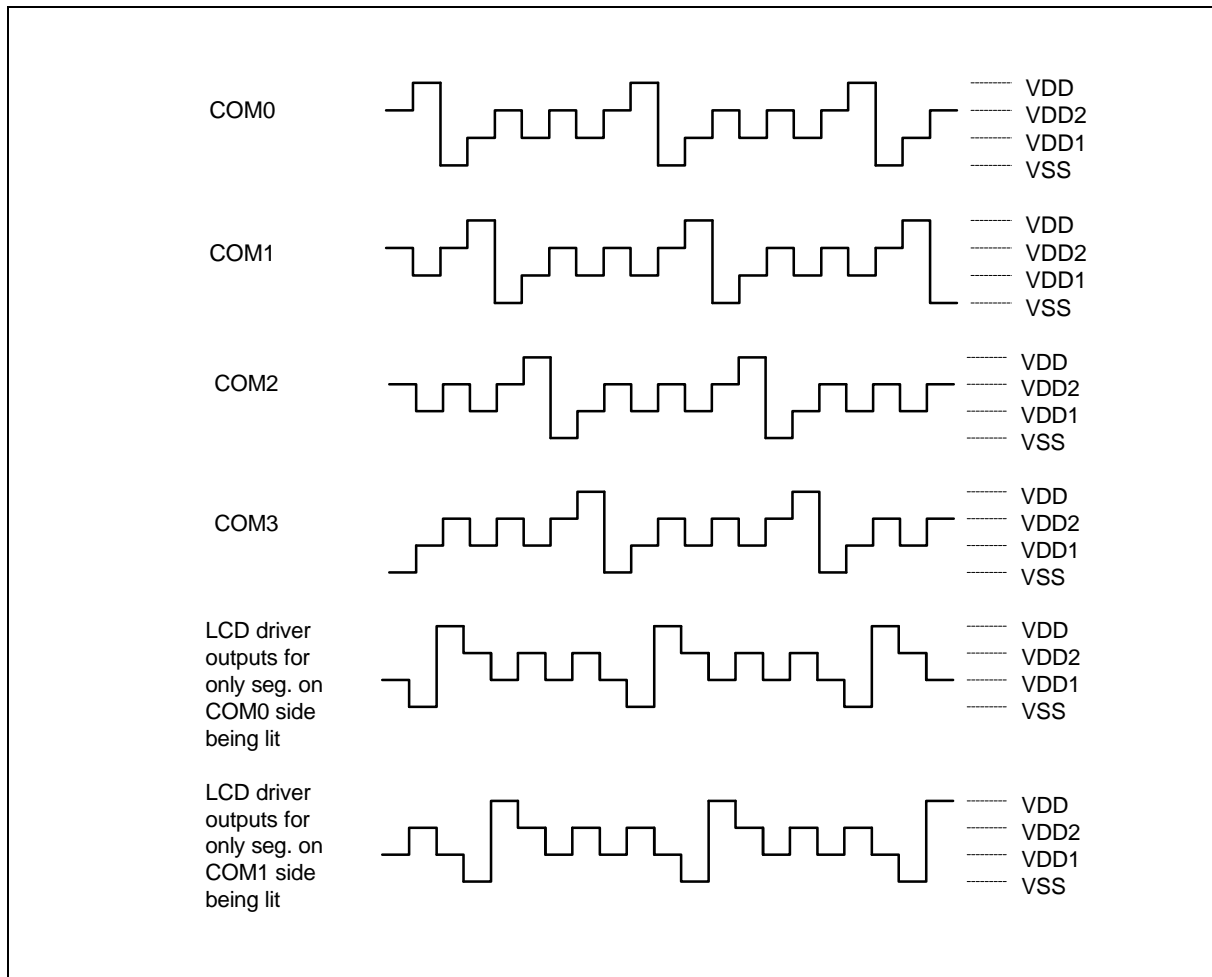 COM0
VDD
VDD2
VDD1
VSS
COM1
VDD
VDD2
VDD1
VSS
COM2
VDD
VDD2
VDD1
VSS
COM3
VDD
VDD2
VDD1
VSS
LCD driver
outputs for
only seg. on
COM0 side
being lit
VDD
VDD2
VDD1
VSS
LCD driver
outputs for
only seg. on
COM1 side
being lit
VDD
VDD2
VDD1
VSS